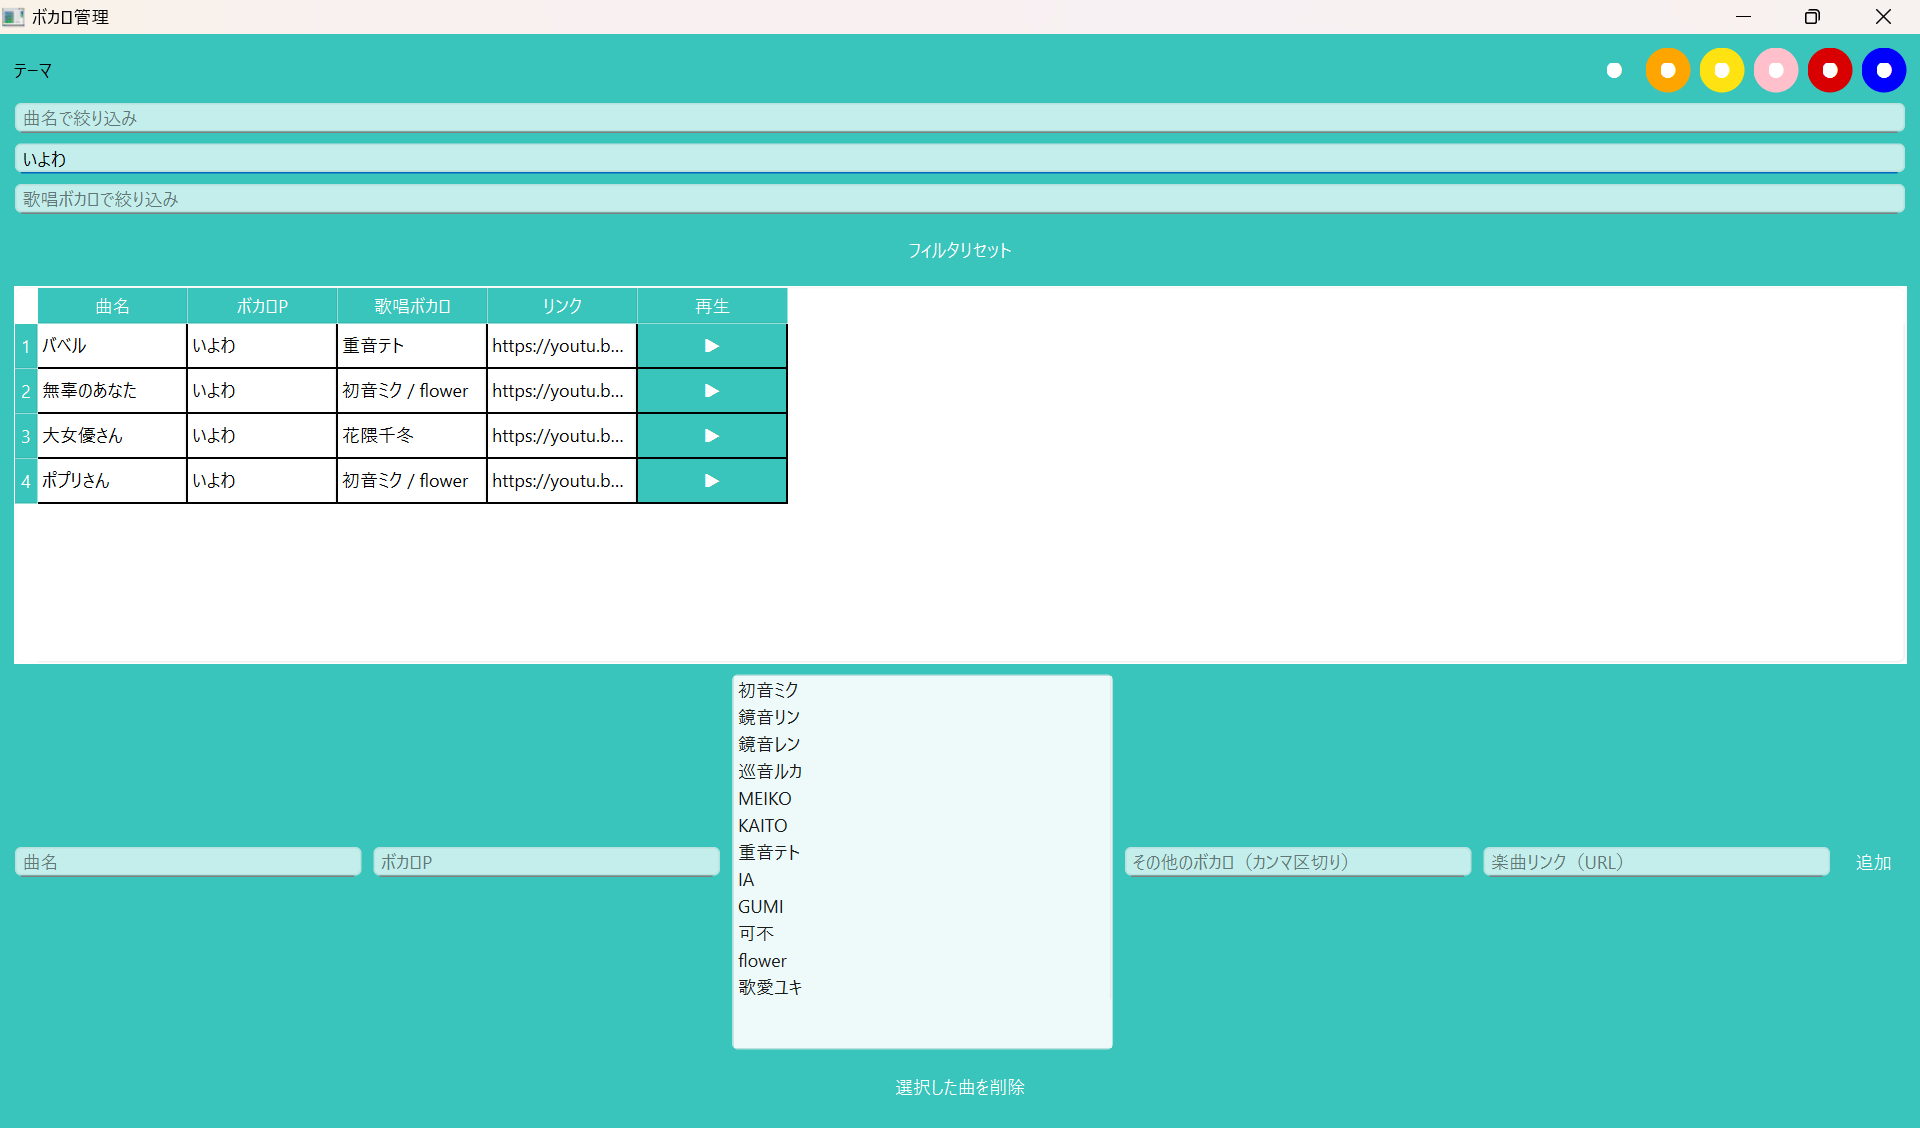 ボカロ管理
テーマ
曲名で絞り込み
いよわ
歌唱ボカロで絞り込み
フィルタリセット
曲名 ボカロP 歌唱ボカロ リンク 再生
1 バベル いよわ 重音テト https://youtu.b...
2 無辜のあなた いよわ 初音ミク / flower https://youtu.b...
3 大女優さん いよわ 花隈千冬 https://youtu.b...
4 ポプリさん いよわ 初音ミク / flower https://youtu.b...
初音ミク
鏡音リン
鏡音レン
巡音ルカ
MEIKO
KAITO
重音テト
IA
GUMI
可不
flower
歌愛ユキ
曲名 ボカロP その他のボカロ（カンマ区切り） 楽曲リンク（URL） 追加
選択した曲を削除